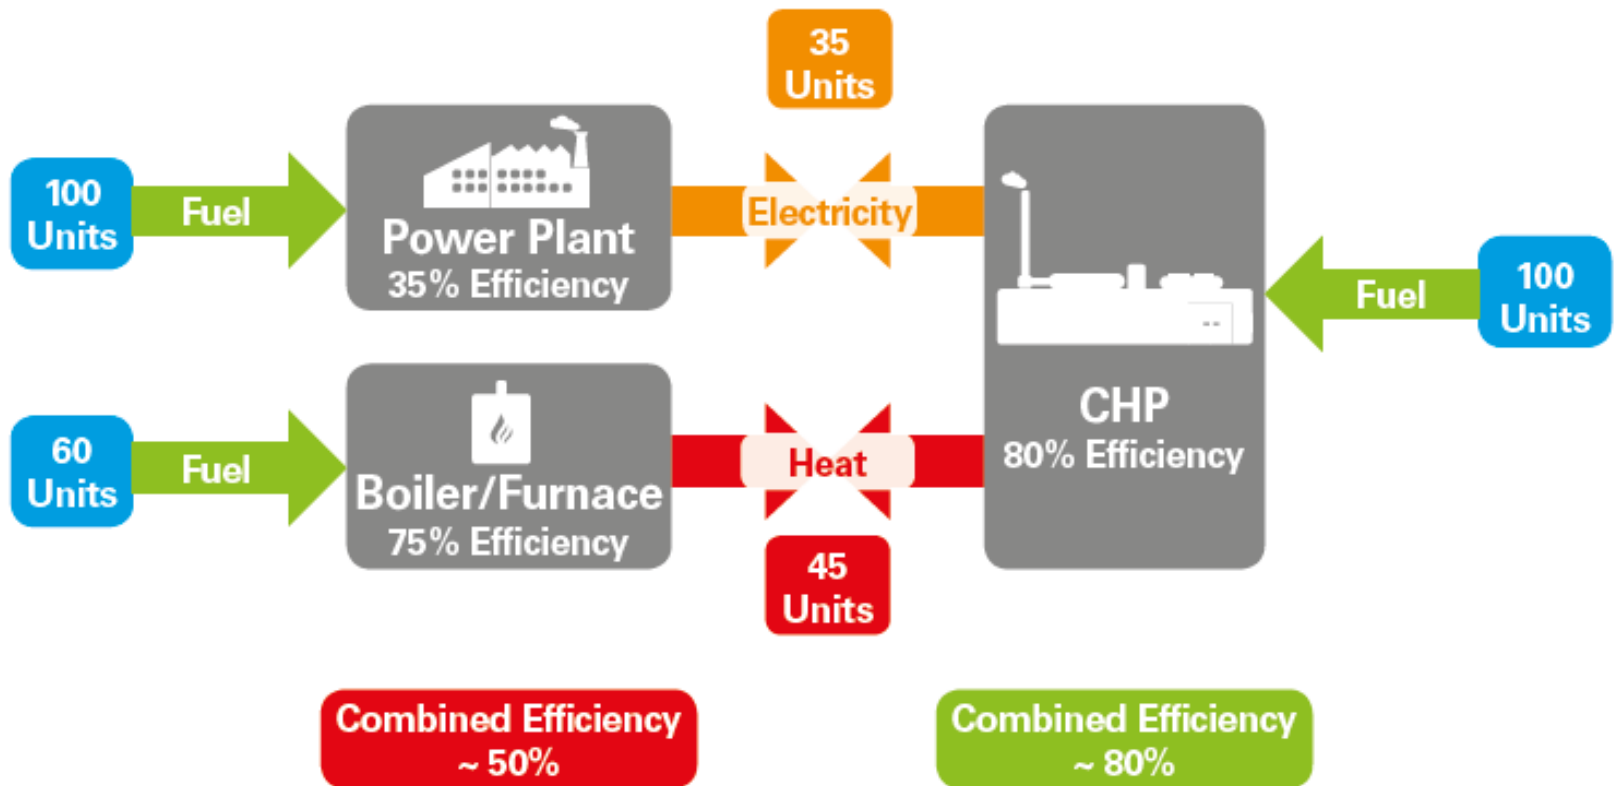 35
Units
100
Units
Fuel
Power Plant
35% Efficiency
Electricity
Fuel
100
Units
60
Units
Fuel
Boiler/Furnace
75% Efficiency
Heat
CHP
80% Efficiency
45
Units
Combined Efficiency
~ 50%
Combined Efficiency
~ 80%